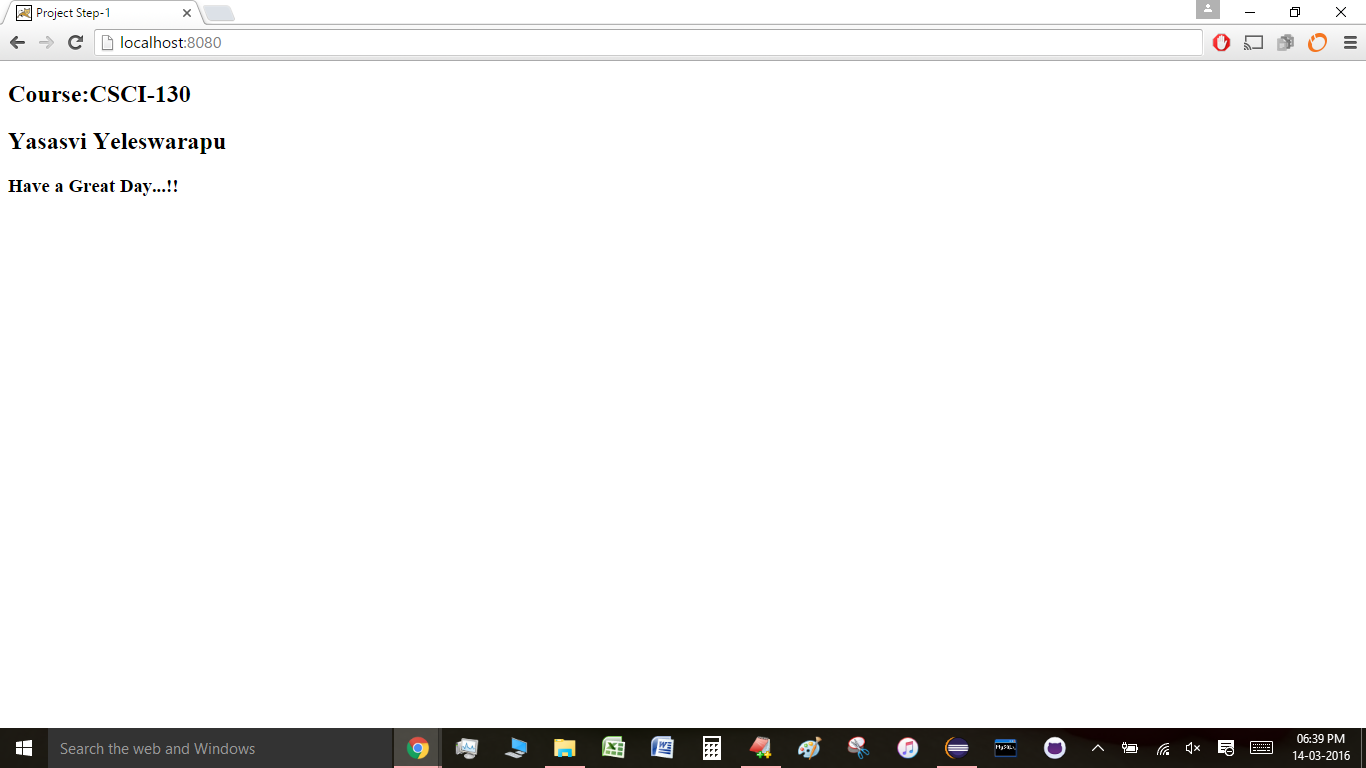 Project Step-1
localhost:8080
Course:CSCI-130
Yasasvi Yeleswarapu
Have a Great Day...!!
Search the web and Windows
MySQL
06:39 PM
14-03-2016